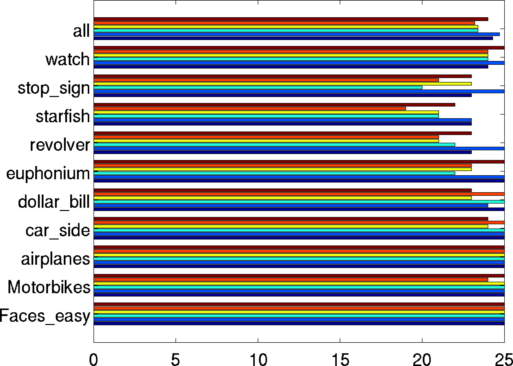 all
watch
stop_sign
starfish
revolver
euphonium
dollar_bill
car_side
airplanes
Motorbikes
Faces_easy
0 5 10 15 20 25